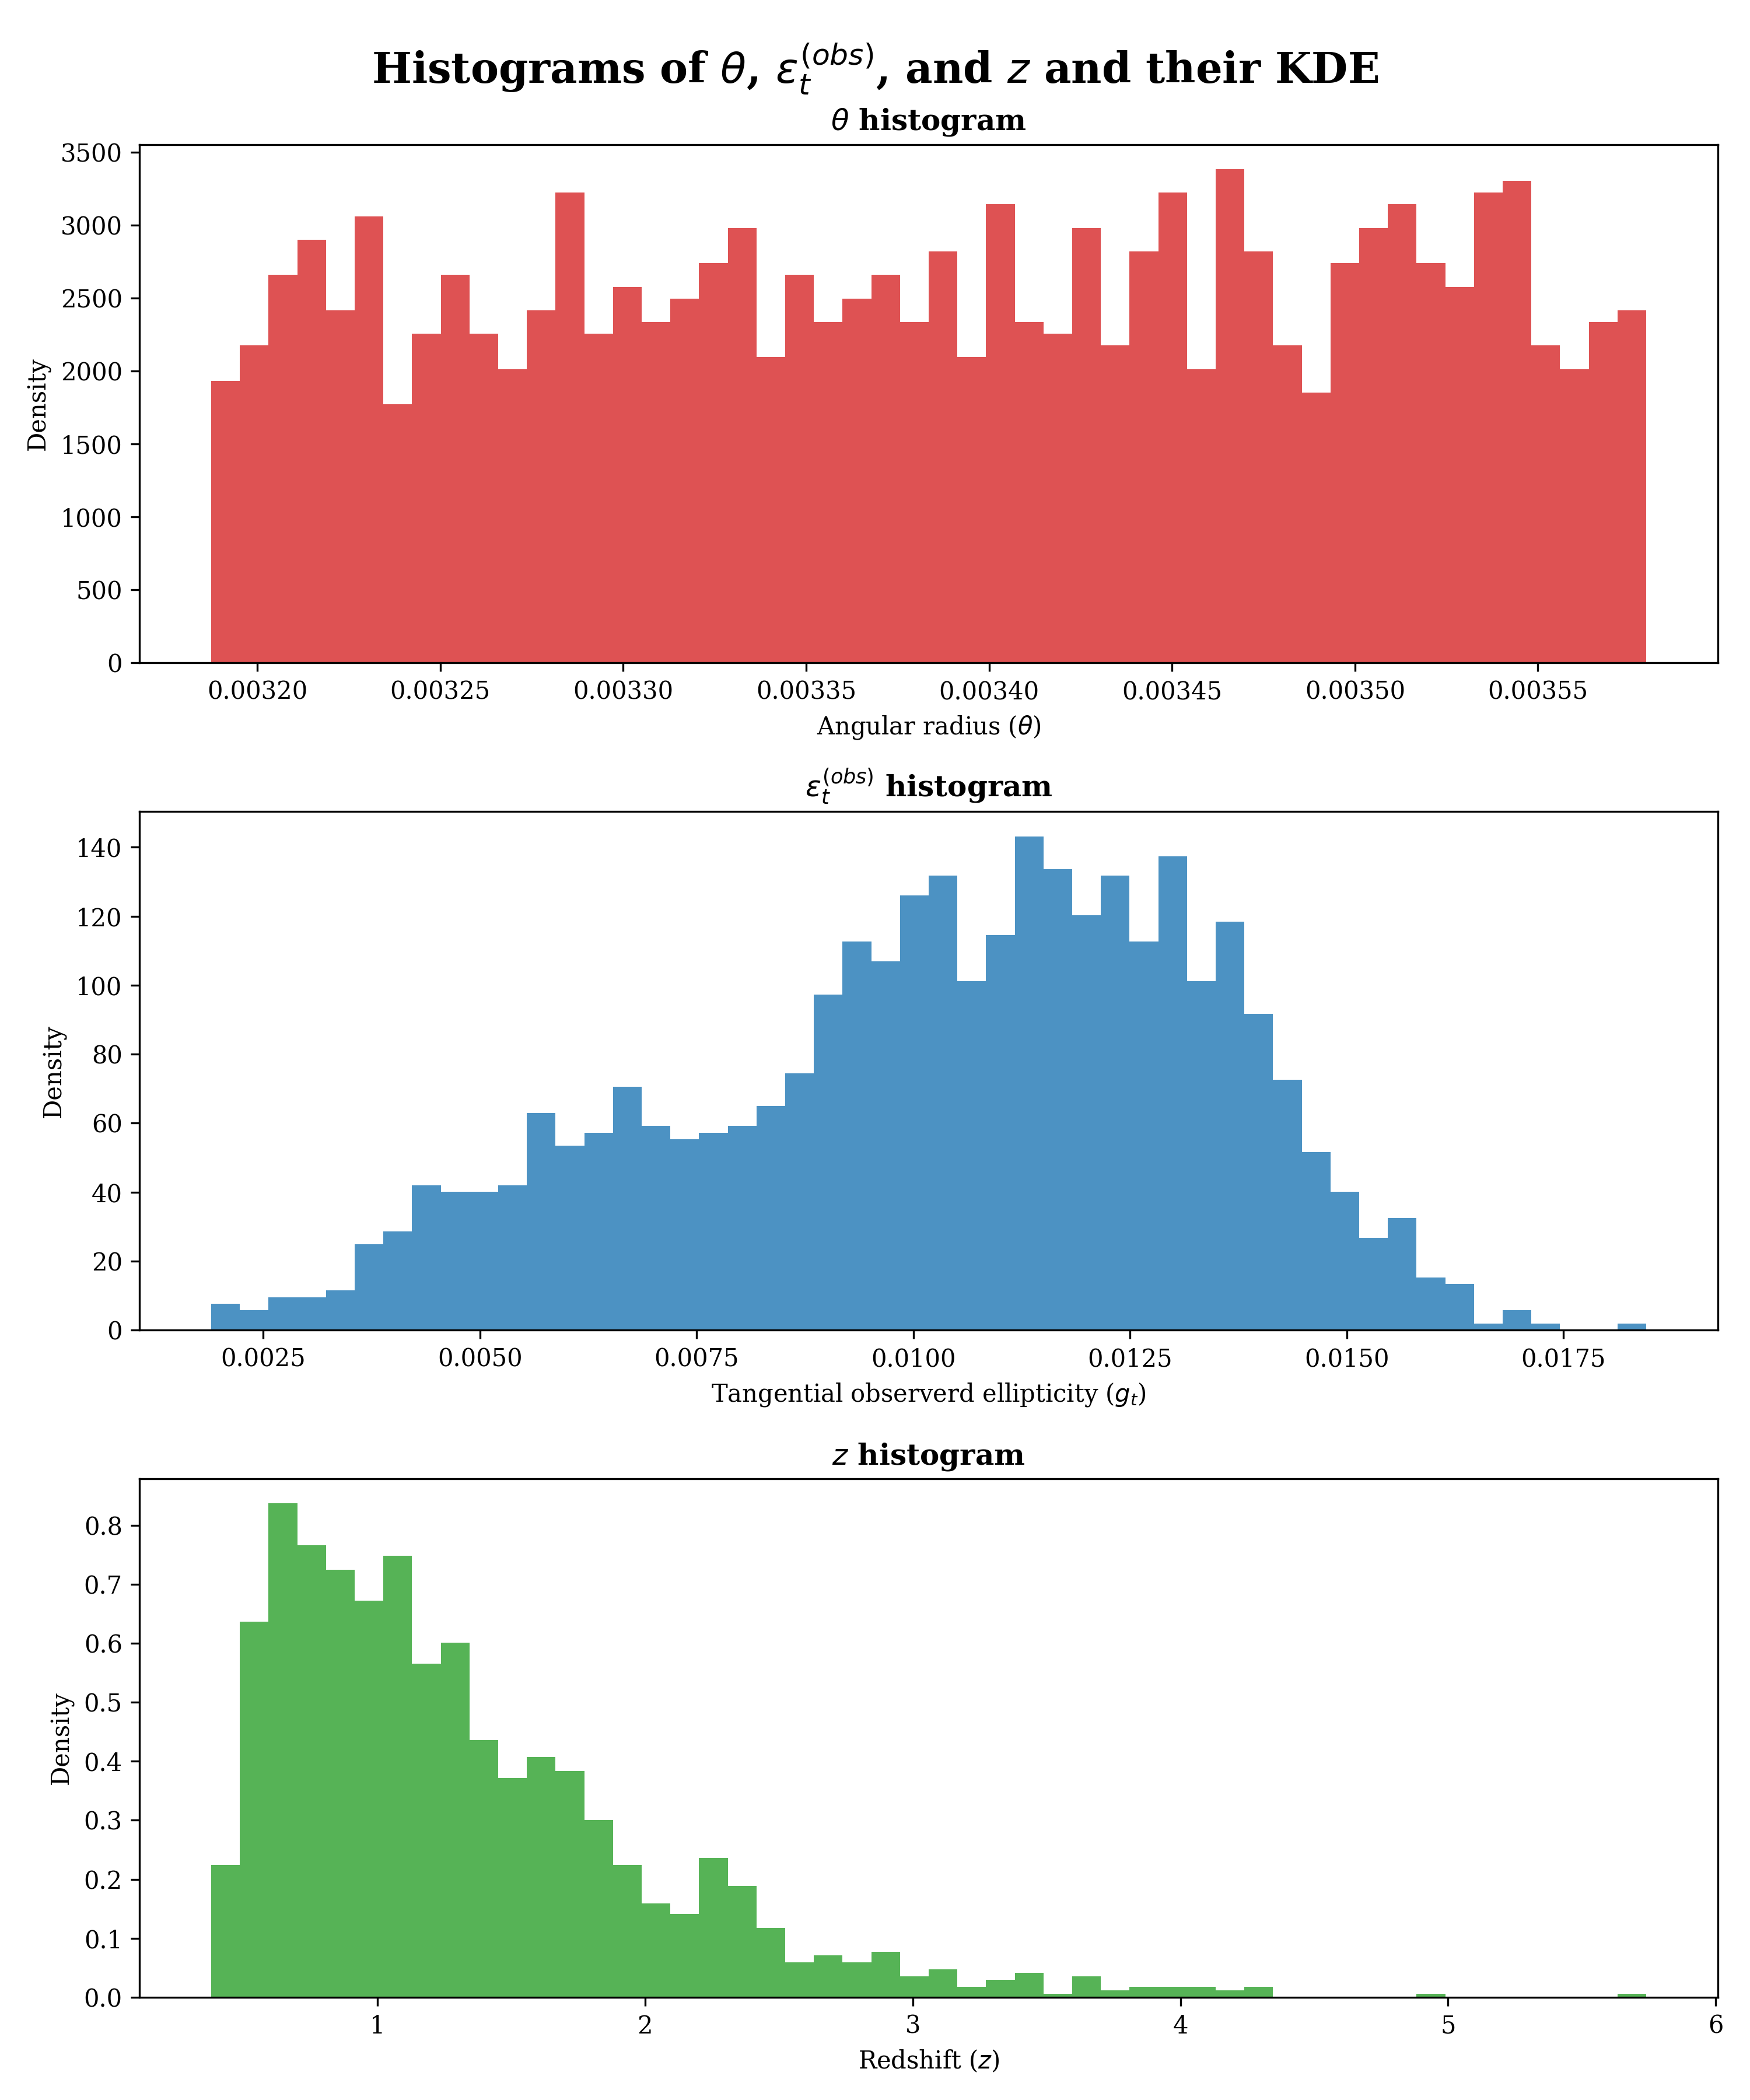 Histograms of θ, ε_t^(obs), and z and their KDE
θ histogram
3500
3000
2500
2000
1500
1000
500
0
Density
0.00320 0.00325 0.00330 0.00335 0.00340 0.00345 0.00350 0.00355
Angular radius (θ)
ε_t^(obs) histogram
140
120
100
80
60
40
20
0
Density
0.0025 0.0050 0.0075 0.0100 0.0125 0.0150 0.0175
Tangential observerd ellipticity (g_t)
z histogram
0.8
0.7
0.6
0.5
0.4
0.3
0.2
0.1
0.0
Density
1 2 3 4 5 6
Redshift (z)